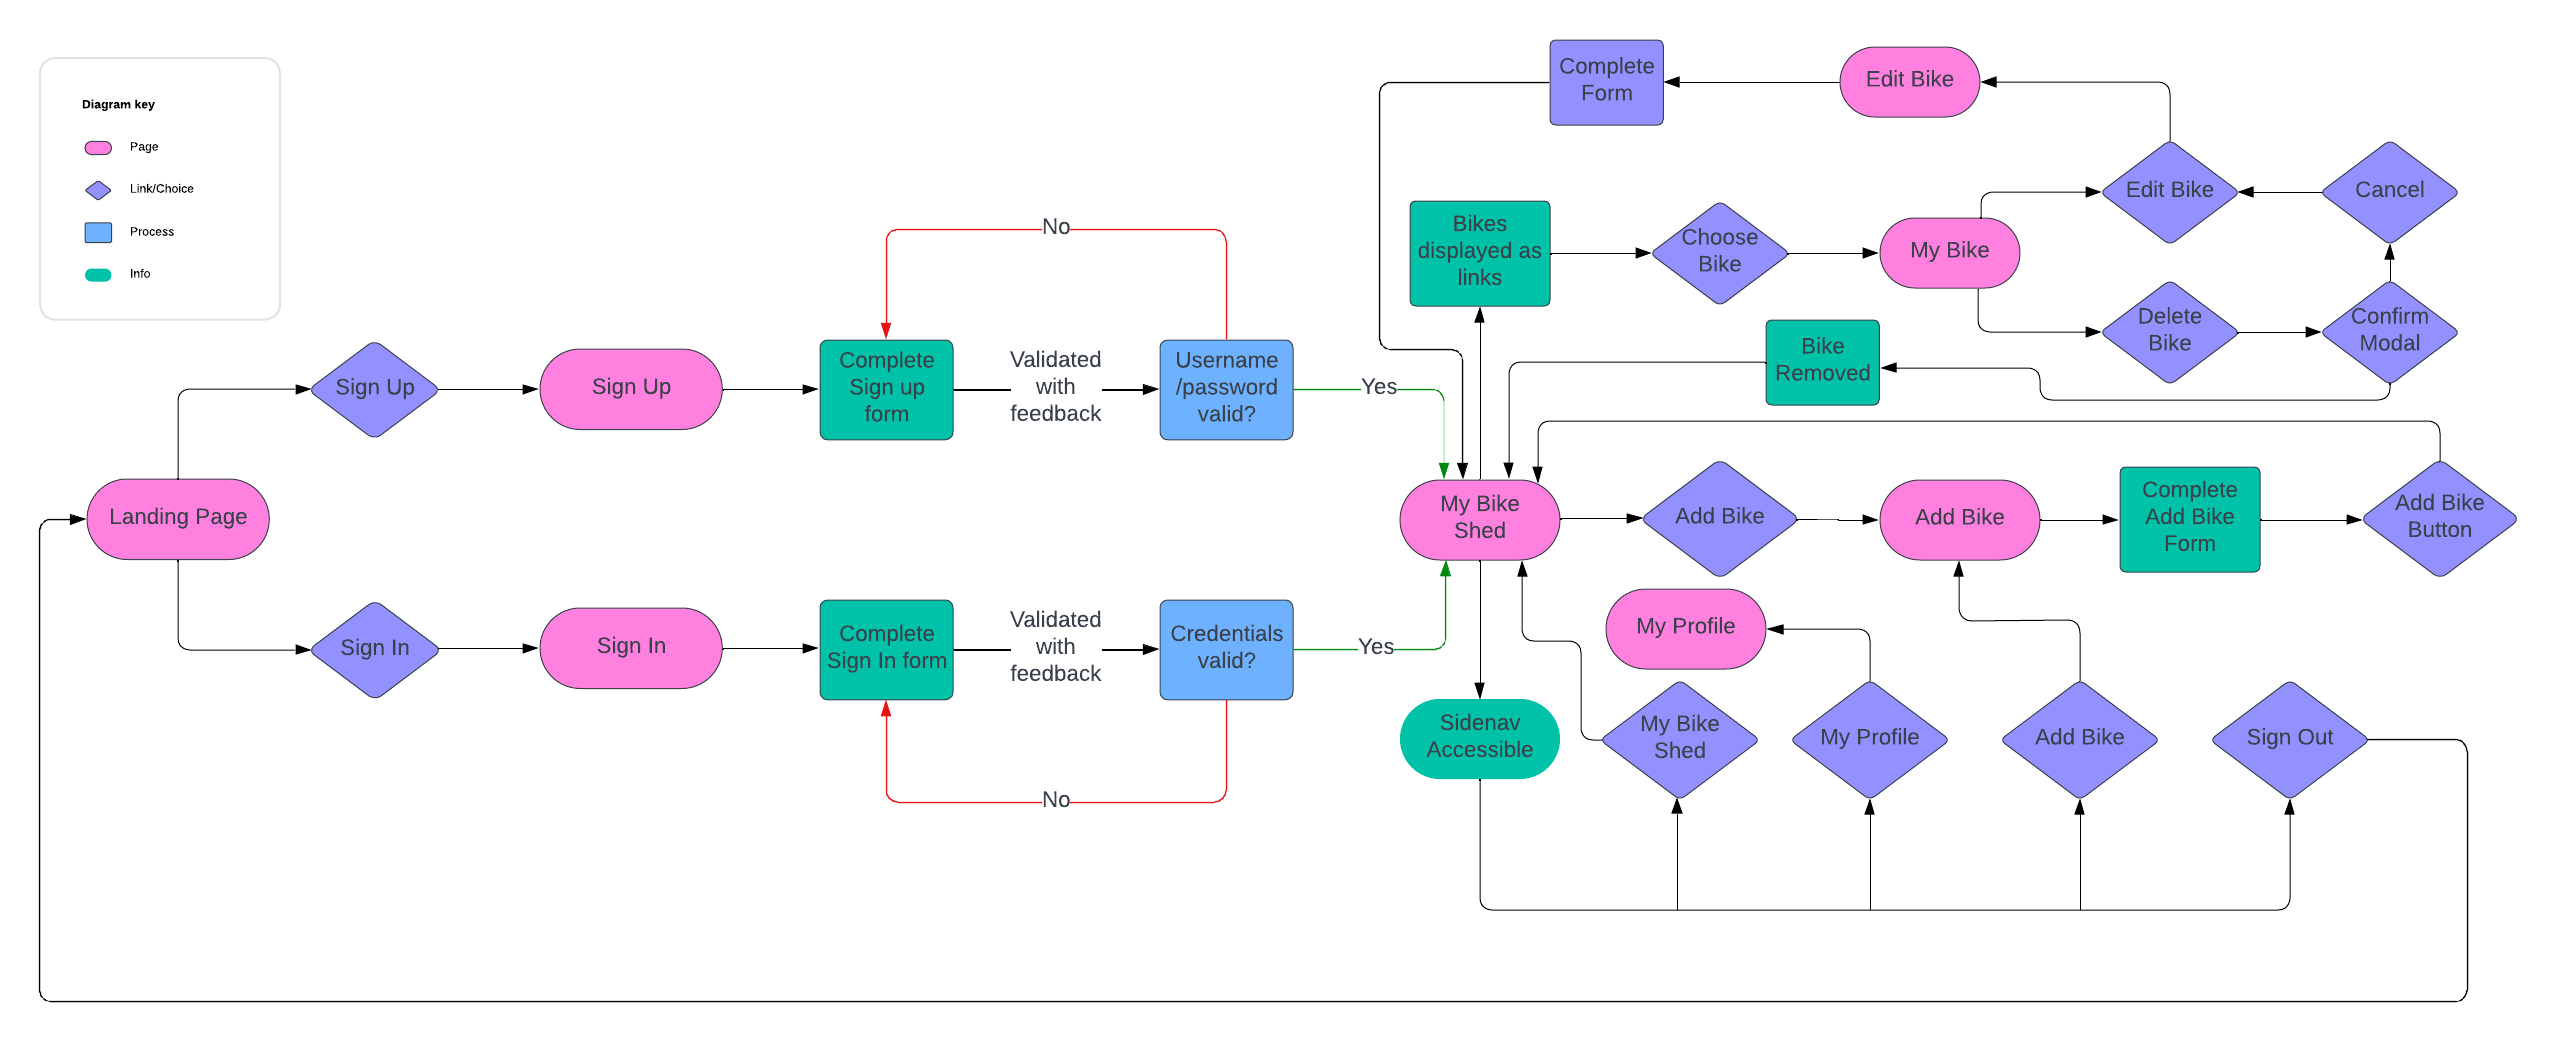 Diagram key
Page
Link/Choice
Process
Info
Complete
Form
Edit Bike
Edit Bike
Cancel
Bikes
displayed as
links
Choose
Bike
My Bike
Delete
Bike
Confirm
Modal
Bike
Removed
No
Sign Up
Sign Up
Complete
Sign up
form
Validated
with
feedback
Username
/password
valid?
Yes
Landing Page
My Bike
Shed
Add Bike
Add Bike
Complete
Add Bike
Form
Add Bike
Button
Sign In
Sign In
Complete
Sign In form
Validated
with
feedback
Credentials
valid?
Yes
No
My Profile
Sidenav
Accessible
My Bike
Shed
My Profile
Add Bike
Sign Out